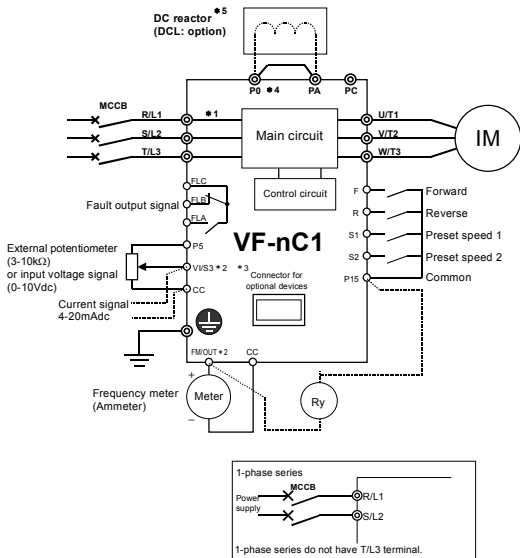 DC reactor *5
(DCL: option)
P0 *4 PA PC
MCCB
R/L1 *1 U/T1
S/L2 V/T2
T/L3 W/T3
Main circuit
IM
Control circuit
FLC
FLB
FLA
Fault output signal
F Forward
R Reverse
S1 Preset speed 1
S2 Preset speed 2
P15 Common
VF-nC1
P5
External potentiometer
(3-10kΩ)
or input voltage signal
(0-10Vdc)
VI/S3 *2 *3
Connector for
optional devices
CC
Current signal
4-20mAdc
FM/OUT *2 CC
+
Frequency meter
(Ammeter)
Meter
−
Ry
1-phase series
MCCB
Power
supply
R/L1
S/L2
1-phase series do not have T/L3 terminal.